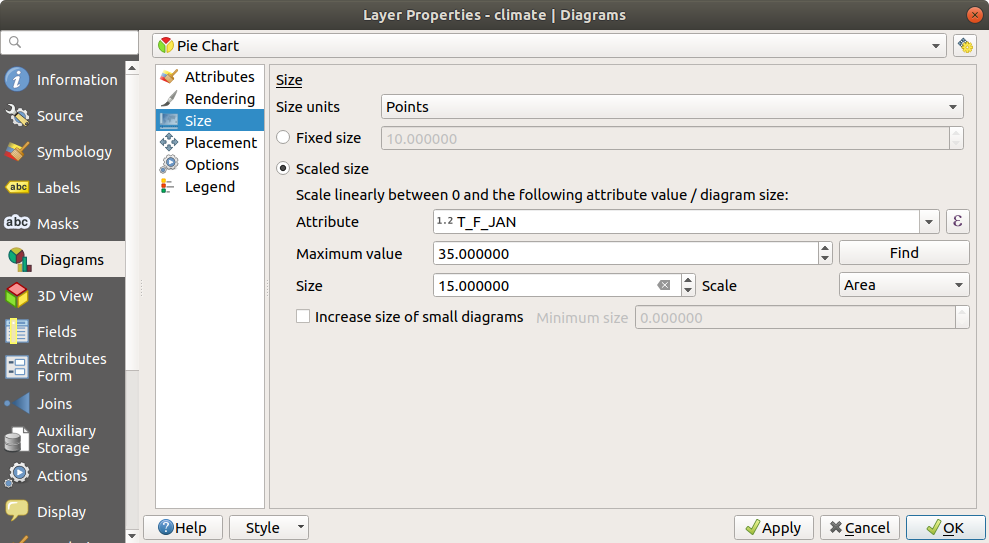 Layer Properties - climate | Diagrams
Pie Chart
Information
Source
Symbology
abc Labels
abc Masks
Diagrams
3D View
Fields
Attributes
Form
Joins
Auxiliary
Storage
Actions
Display
Attributes
Rendering
Size
Placement
Options
Legend
Size
Size units Points
Fixed size 10.000000
Scaled size
Scale linearly between 0 and the following attribute value / diagram size:
Attribute 1.2 T_F_JAN ε
Maximum value 35.000000 Find
Size 15.000000 Scale Area
Increase size of small diagrams Minimum size 0.000000
Help Style Apply Cancel OK